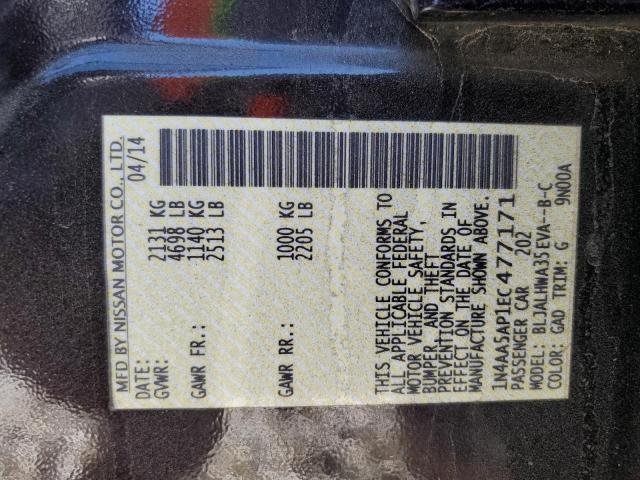 MFD BY NISSAN MOTOR CO., LTD.
DATE: 04/14
GVWR: 2131 KG
4698 LB
GAWR FR.: 1140 KG
2513 LB
GAWR RR.: 1000 KG
2205 LB
THIS VEHICLE CONFORMS TO
ALL APPLICABLE FEDERAL
MOTOR VEHICLE SAFETY,
BUMPER, AND THEFT
PREVENTION STANDARDS IN
EFFECT ON THE DATE OF
MANUFACTURE SHOWN ABOVE.
1N4AA5AP1EC477171
PASSENGER CAR 202
MODEL: BLJALHWA35EVA--B-C
COLOR: GAD TRIM: G 9N00A